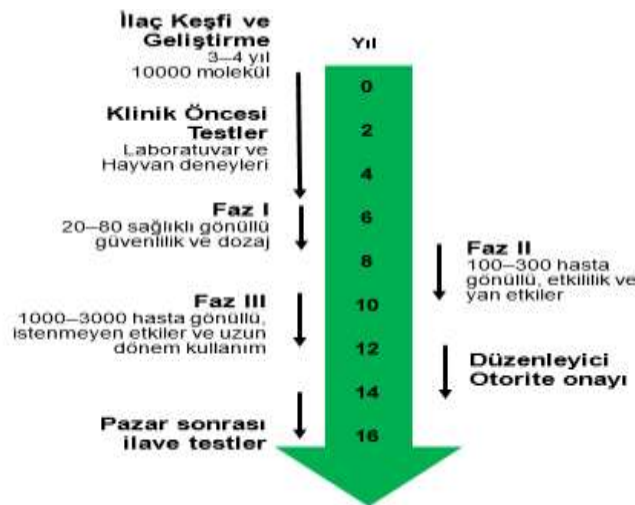 İlaç Keşfi ve
Geliştirme
3–4 yıl
10000 molekül
Klinik Öncesi
Testler
Laboratuvar ve
Hayvan deneyleri
Faz I
20–80 sağlıklı gönüllü
güvenlilik ve dozaj
Faz III
1000–3000 hasta gönüllü,
istenmeyen etkiler ve uzun
dönem kullanım
Pazar sonrası
ilave testler
Yıl
0
2
4
6
8
10
12
14
16
Faz II
100–300 hasta
gönüllü, etkililik ve
yan etkiler
Düzenleyici
Otorite onayı